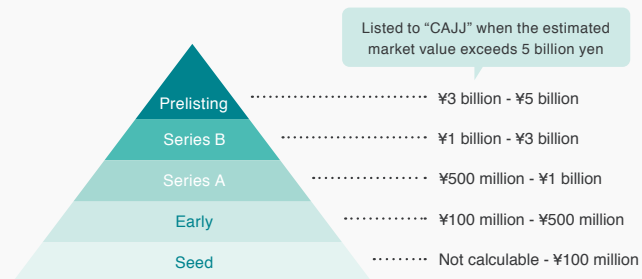 Listed to “CAJJ” when the estimated
market value exceeds 5 billion yen
Prelisting
¥3 billion - ¥5 billion
Series B
¥1 billion - ¥3 billion
Series A
¥500 million - ¥1 billion
Early
¥100 million - ¥500 million
Seed
Not calculable - ¥100 million